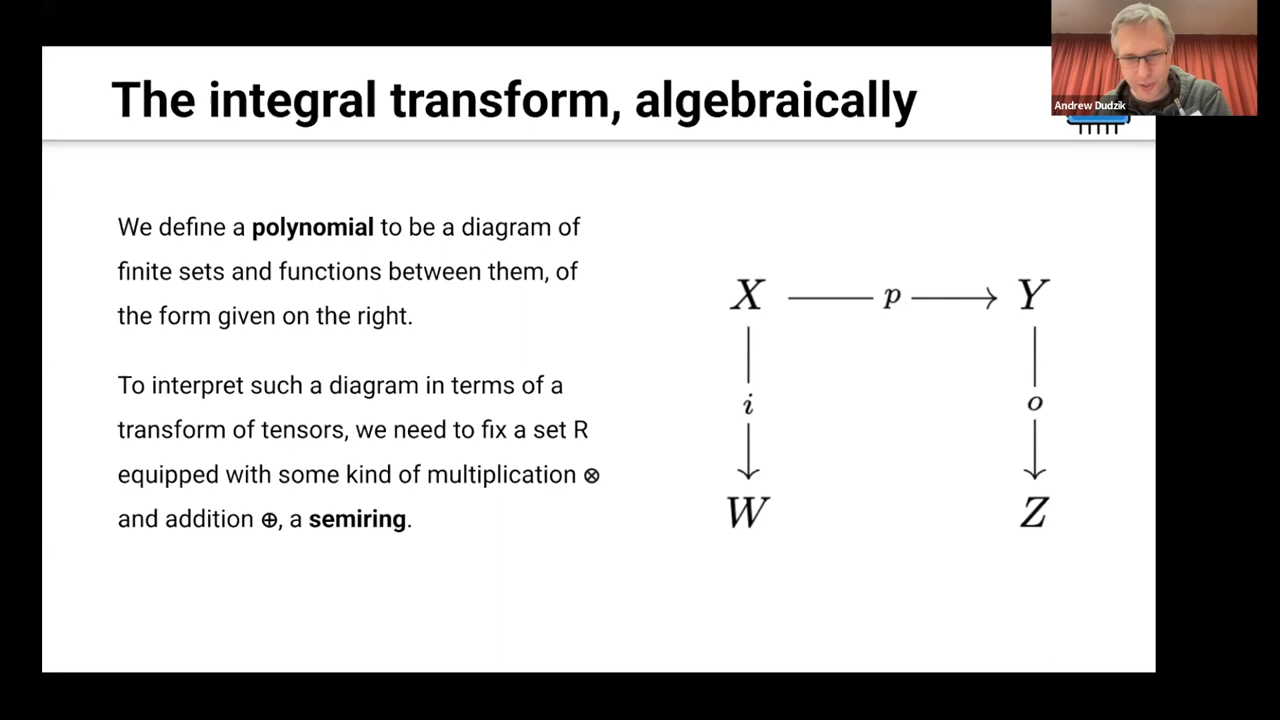 The integral transform, algebraically
Andrew Dudzik
We define a polynomial to be a diagram of
finite sets and functions between them, of
the form given on the right.
To interpret such a diagram in terms of a
transform of tensors, we need to fix a set R
equipped with some kind of multiplication ⊗
and addition ⊕, a semiring.
X p Y
i o
W Z